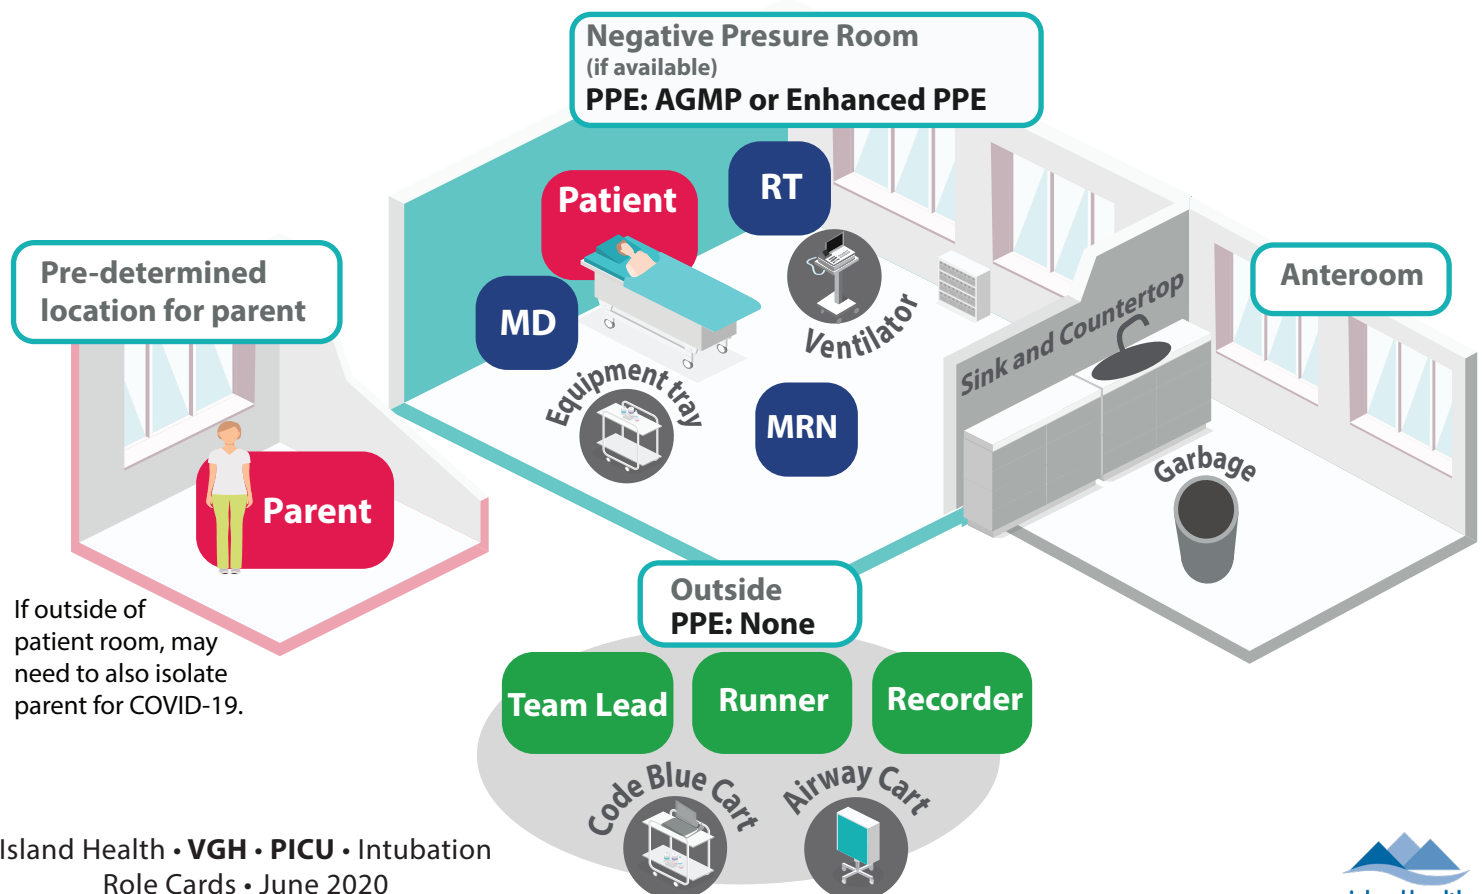 Negative Presure Room
(if available)
PPE: AGMP or Enhanced PPE
Patient
RT
Pre-determined
location for parent
MD
Ventilator
Equipment tray
MRN
Sink and Countertop
Anteroom
Garbage
Parent
If outside of
patient room, may
need to also isolate
parent for COVID-19.
Outside
PPE: None
Team Lead
Runner
Recorder
Code Blue Cart
Airway Cart
Island Health • VGH • PICU • Intubation
Role Cards • June 2020